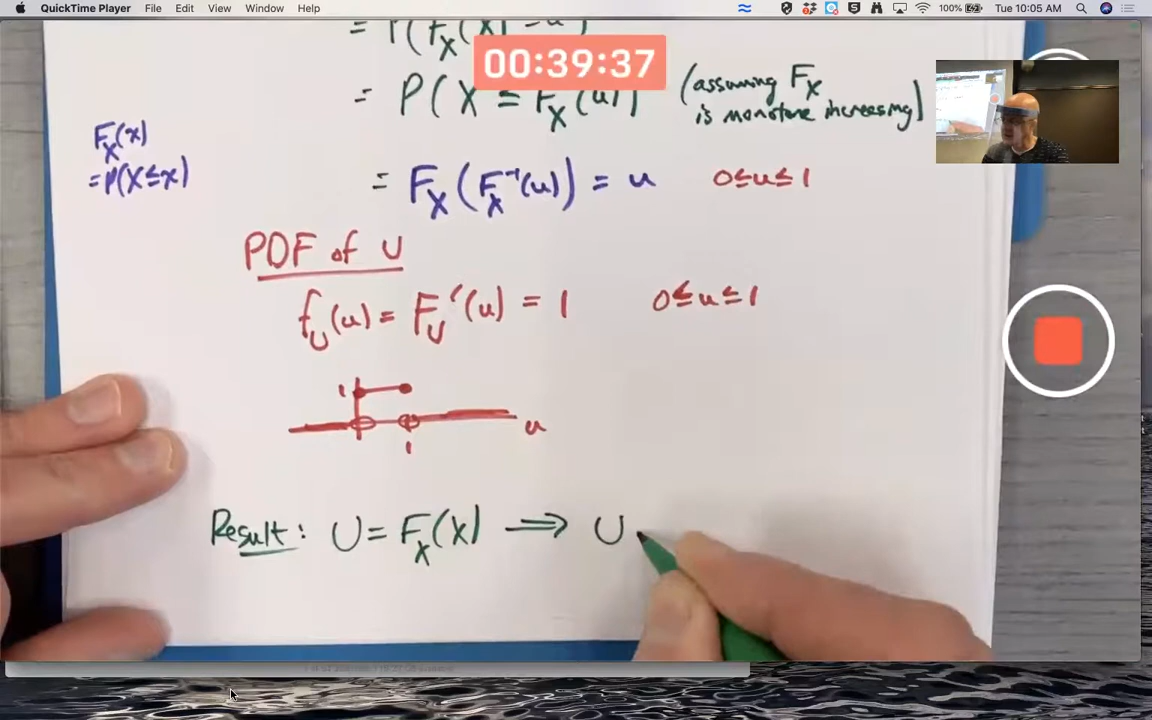 QuickTime Player File Edit View Window Help 100% Tue 10:05 AM
00:39:37
= P(X ≤ F_X (u)) (assuming F_X
is monotone increasing)
F_X(x)
= P(X≤x)
= F_X(F_X⁻¹(u)) = u 0≤u≤1
PDF of U
f_U(u) = F_U'(u) = 1 0≤u≤1
1
u
1
Result: U = F_X(X) ⟹ U